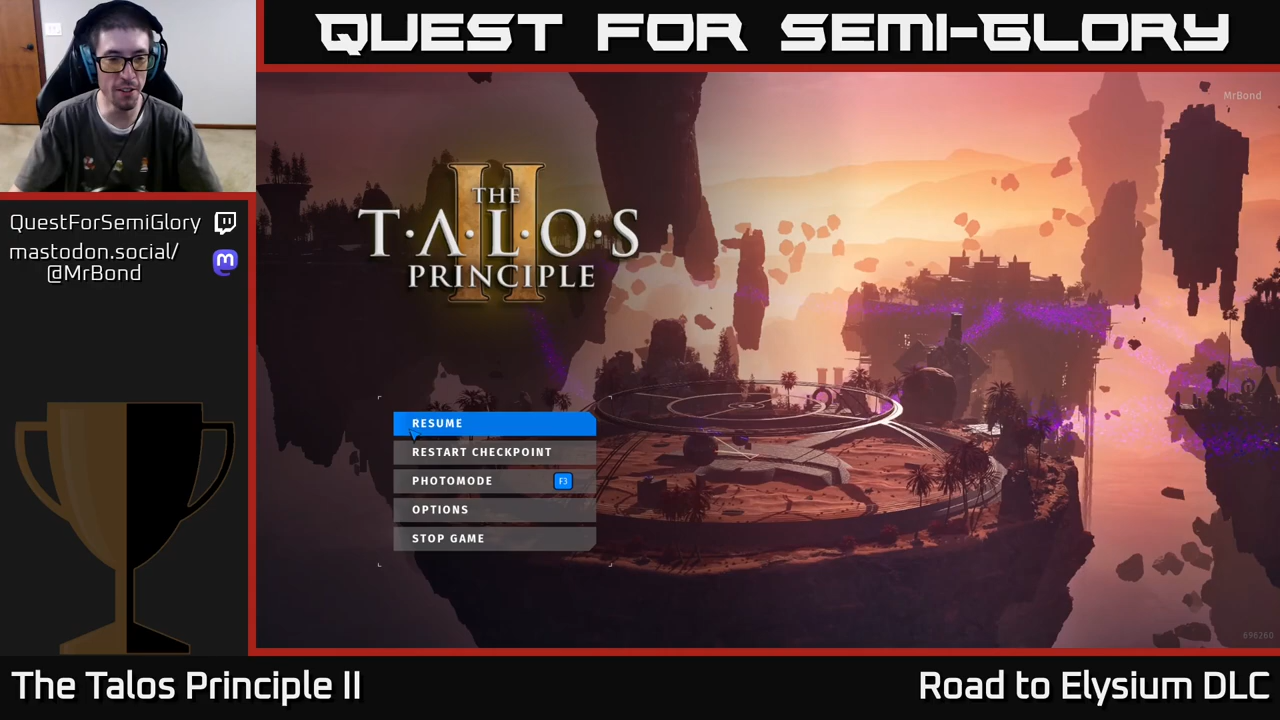 QUEST FOR SEMI-GLORY
QuestForSemiGlory
mastodon.social/
@MrBond
MrBond
II
THE
T·A·L·O·S
PRINCIPLE
RESUME
RESTART CHECKPOINT
PHOTOMODE F3
OPTIONS
STOP GAME
696260
The Talos Principle II
Road to Elysium DLC